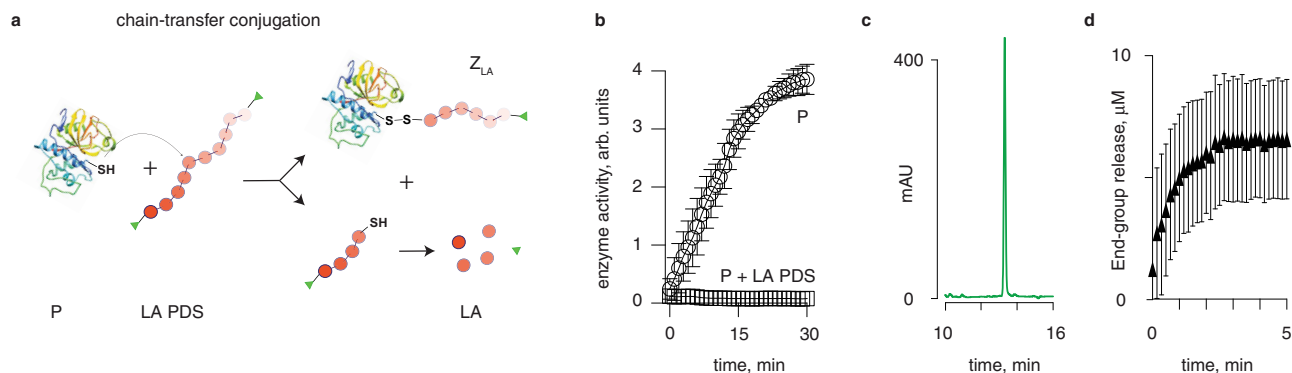 a
chain-transfer conjugation
SH
+
S S
Z_LA
+
SH
P
LA PDS
LA
b
enzyme activity, arb. units
4
3
2
1
0
P
P + LA PDS
0
15
30
time, min
c
mAU
400
0
10
16
time, min
d
End-group release, µM
10
0
0
5
time, min